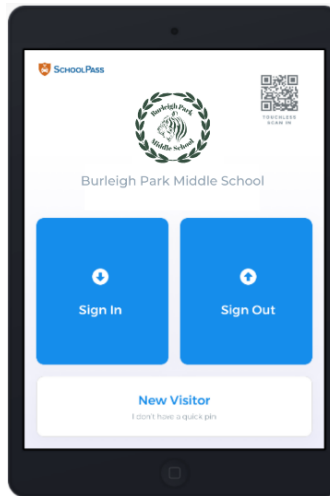 SCHOOLPASS
TOUCHLESS
SCAN IN
Burleigh Park
Middle School
Burleigh Park Middle School
Sign In
Sign Out
New Visitor
I don't have a quick pin